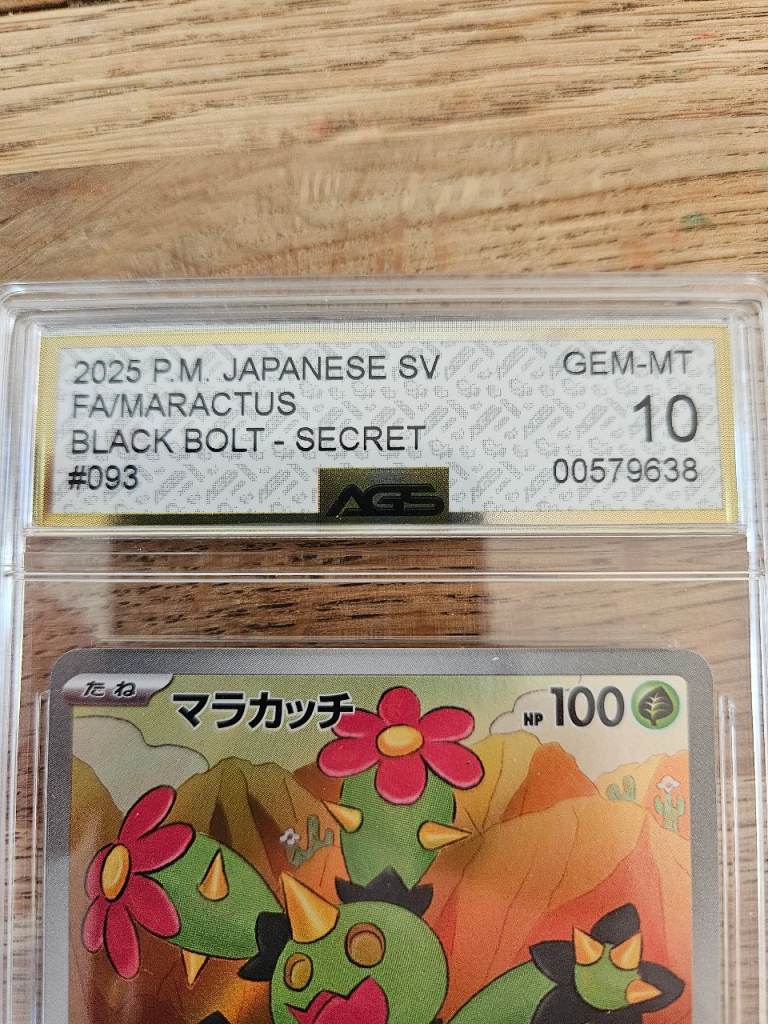 2025 P.M. JAPANESE SV
FA/MARACTUS
BLACK BOLT - SECRET
#093
GEM-MT
10
00579638
AGS
たね
マラカッチ
HP 100